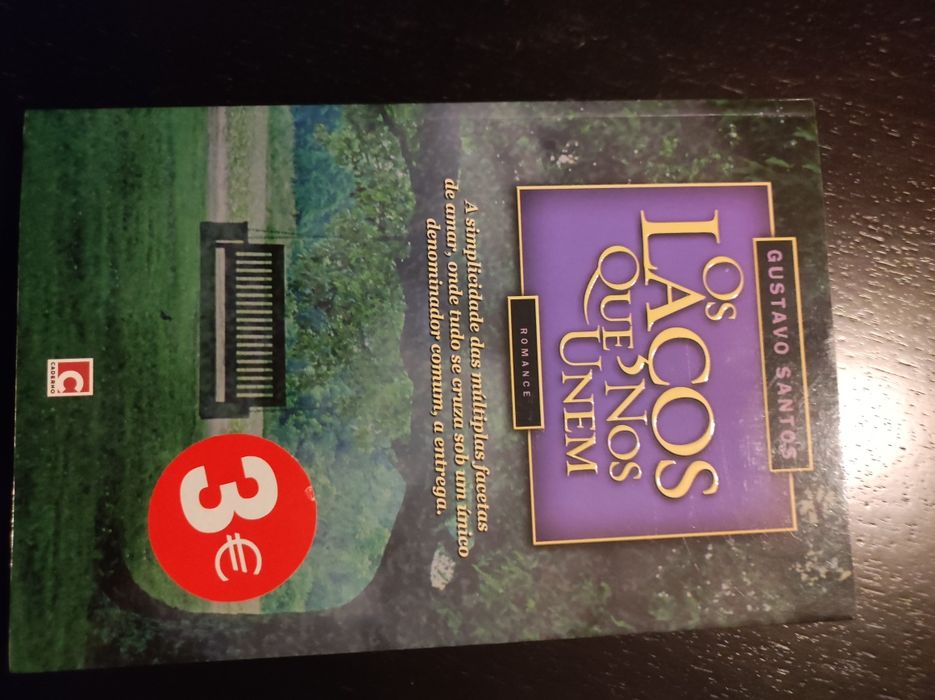 GUSTAVO SANTOS
OS
LAÇOS
QUE NOS
UNEM
ROMANCE
A simplicidade das multiplas facetas
de amar, onde tudo se cruza sob um único
denominador comum, a entrega.
3€
C
CADERNO